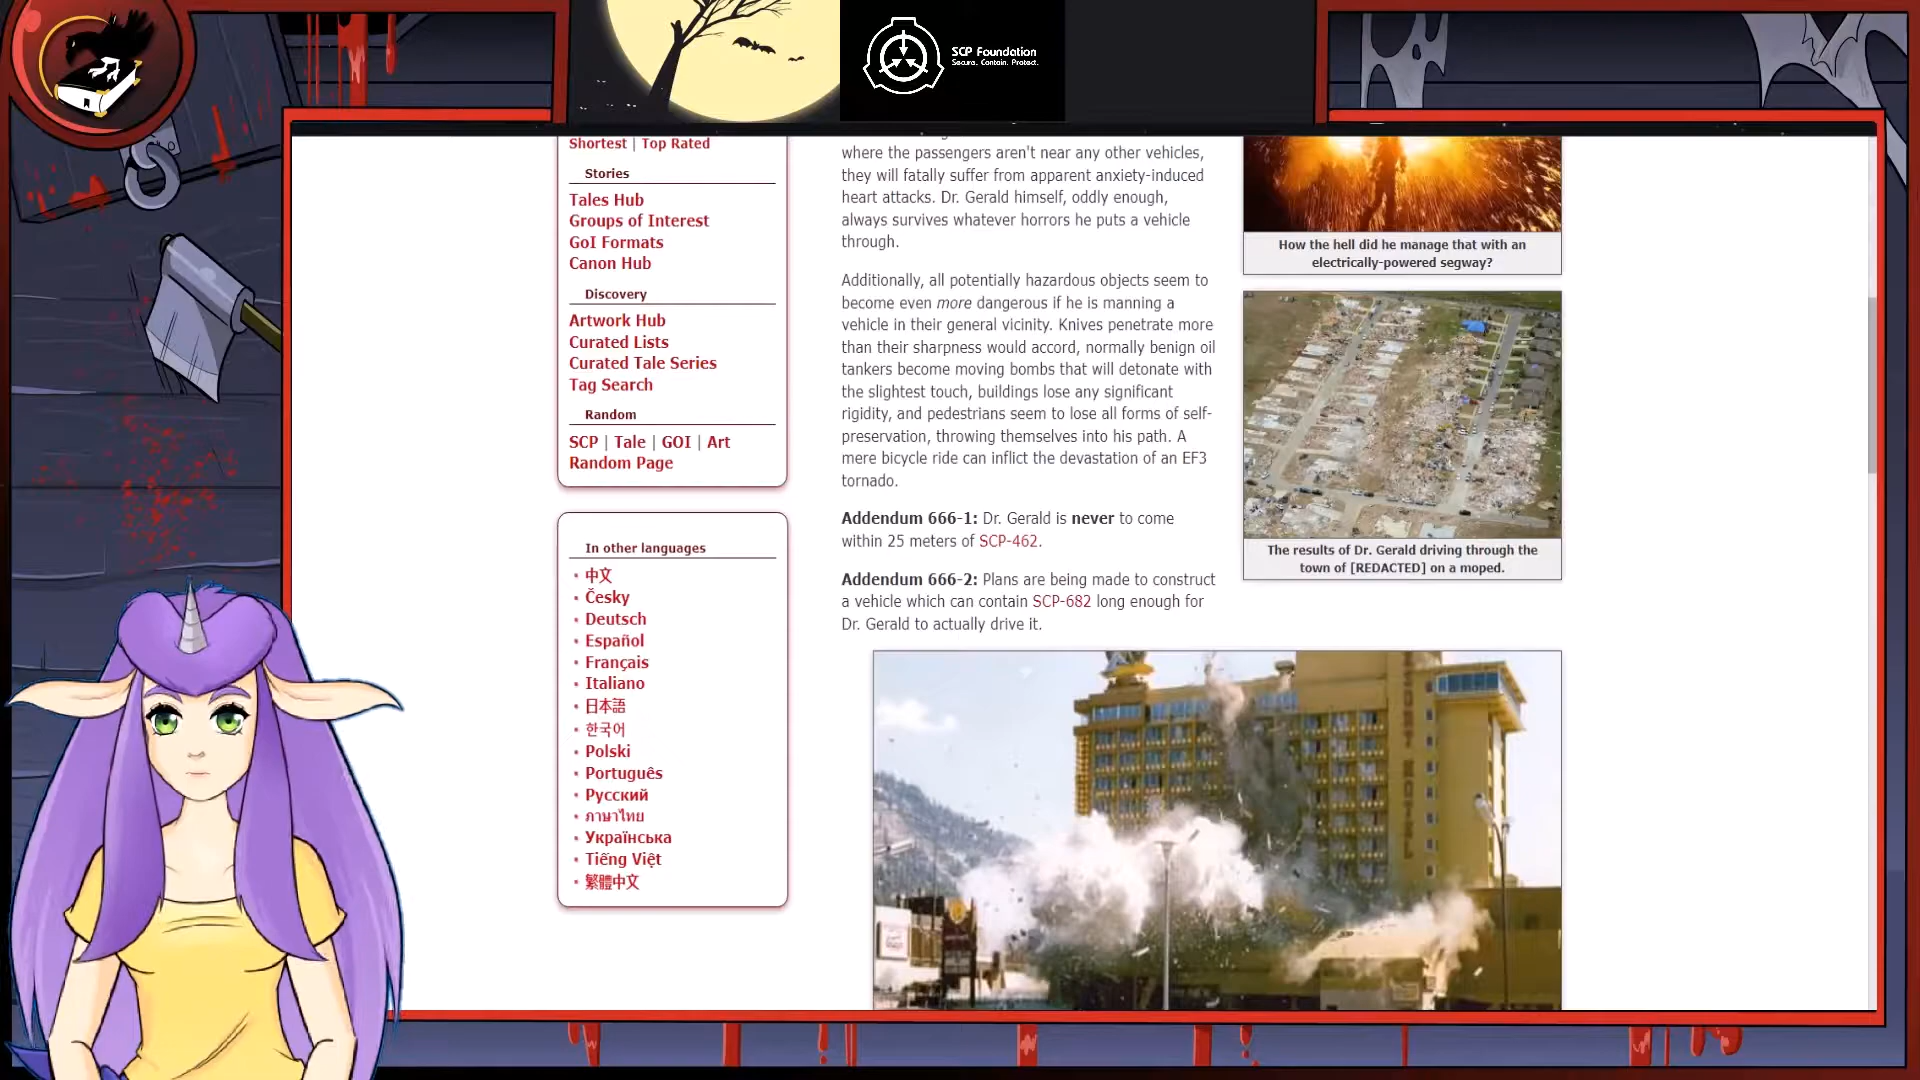 SCP Foundation
Secure. Contain. Protect.
Shortest | Top Rated
Stories
Tales Hub
Groups of Interest
GoI Formats
Canon Hub
Discovery
Artwork Hub
Curated Lists
Curated Tale Series
Tag Search
Random
SCP | Tale | GOI | Art
Random Page
In other languages
中文
Česky
Deutsch
Español
Français
Italiano
日本語
한국어
Polski
Português
Русский
ภาษาไทย
Українська
Tiếng Việt
繁體中文
where the passengers aren't near any other vehicles,
they will fatally suffer from apparent anxiety-induced
heart attacks. Dr. Gerald himself, oddly enough,
always survives whatever horrors he puts a vehicle
through.
Additionally, all potentially hazardous objects seem to
become even more dangerous if he is manning a
vehicle in their general vicinity. Knives penetrate more
than their sharpness would accord, normally benign oil
tankers become moving bombs that will detonate with
the slightest touch, buildings lose any significant
rigidity, and pedestrians seem to lose all forms of self-
preservation, throwing themselves into his path. A
mere bicycle ride can inflict the devastation of an EF3
tornado.
Addendum 666-1: Dr. Gerald is never to come
within 25 meters of SCP-462.
Addendum 666-2: Plans are being made to construct
a vehicle which can contain SCP-682 long enough for
Dr. Gerald to actually drive it.
How the hell did he manage that with an
electrically-powered segway?
The results of Dr. Gerald driving through the
town of [REDACTED] on a moped.